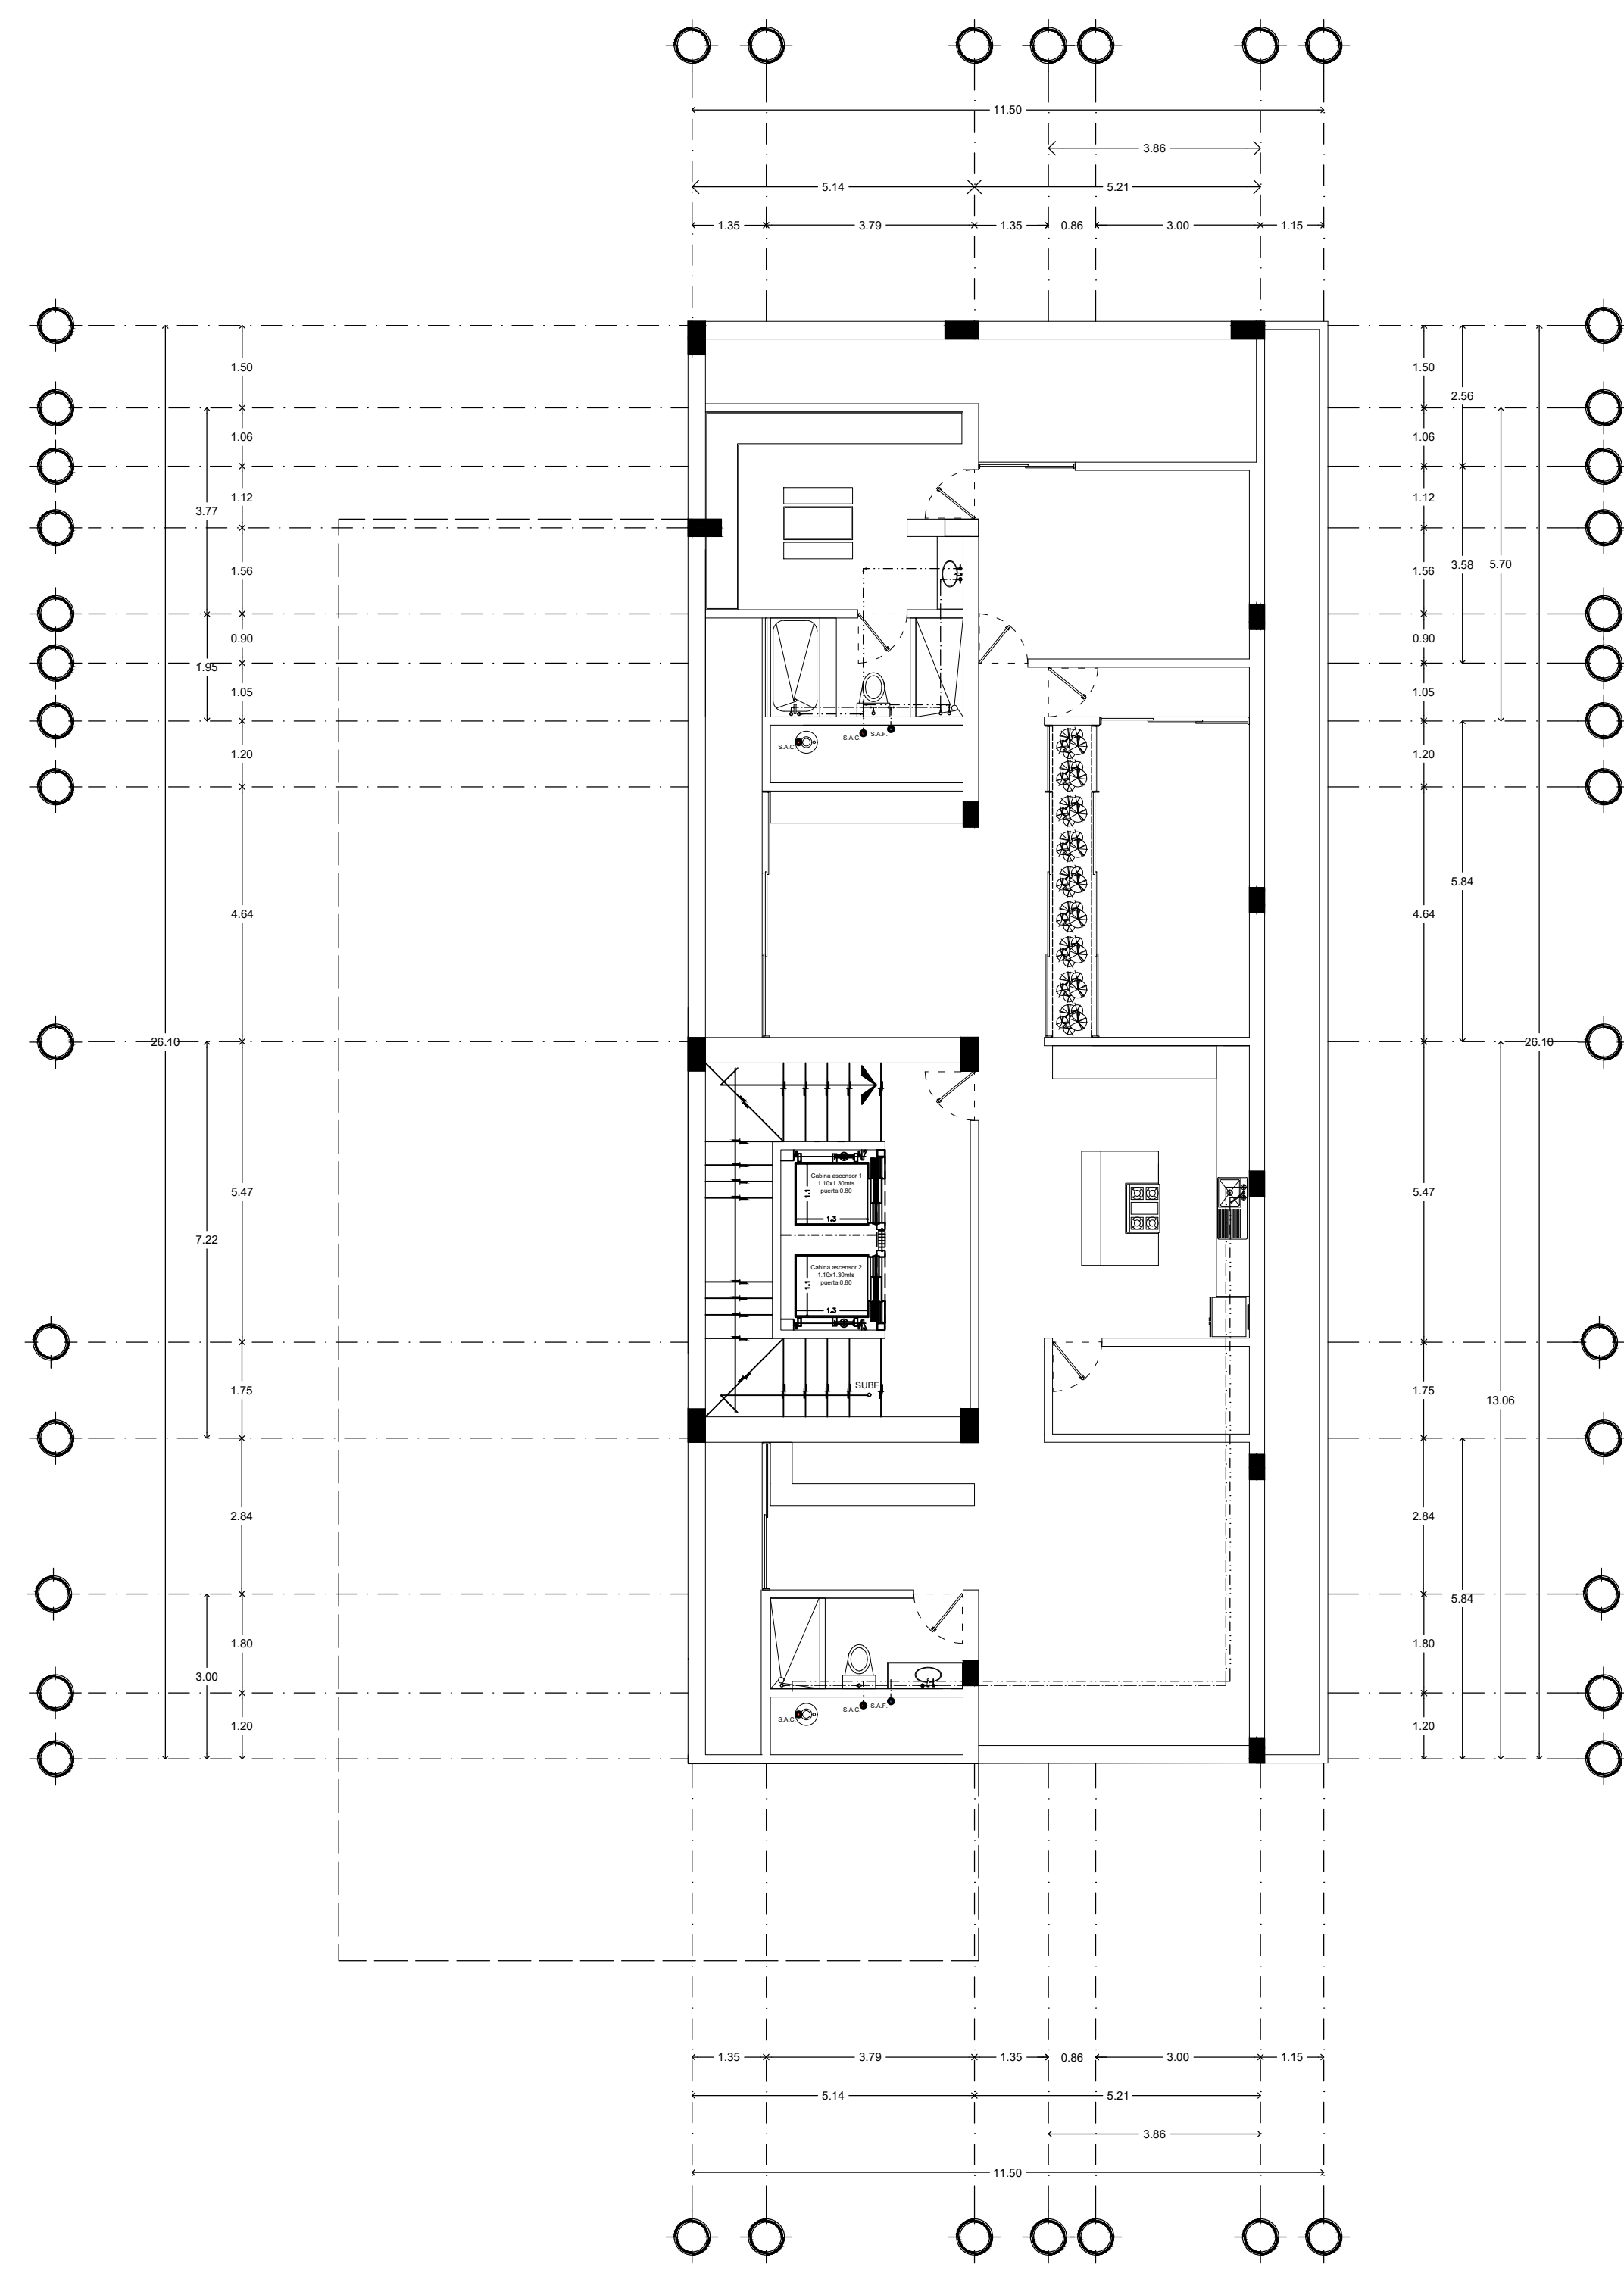 11.50
3.86
5.14 5.21
1.35 3.79 1.35 0.86 3.00 1.15
1.50 1.50
2.56
1.06 1.06
1.12 1.12
3.77
1.56 1.56 3.58 5.70
0.90 0.90
1.95
1.05 1.05
S.A.C. S.A.C. S.A.F.
1.20 1.20
5.84
4.64 4.64
26.10 26.10
Cabina ascensor 1
1.10x1.30mts
puerta 0.80
1.1
1.3
5.47 5.47
7.22
Cabina ascensor 2
1.10x1.30mts
puerta 0.80
1.1
1.3
SUBE
1.75 1.75
13.06
2.84 2.84
5.84
1.80 1.80
3.00
S.A.C. S.A.C. S.A.F.
1.20 1.20
1.35 3.79 1.35 0.86 3.00 1.15
5.14 5.21
3.86
11.50